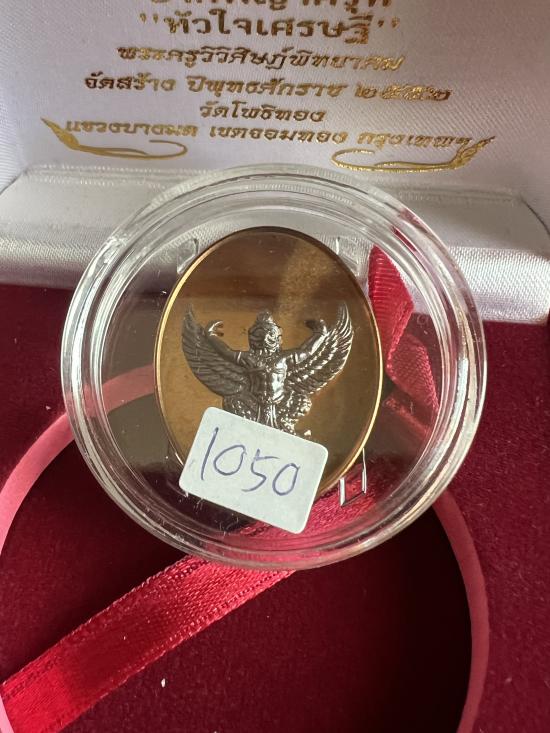 "หัวใจเศรษฐี"
พระครูวิวิศิษฏ์พิทยาคม
จัดสร้าง ปีพุทธศักราช ๒๕๕๒
วัดโพธิทอง
แขวงบางมด เขตจอมทอง กรุงเทพฯ
1050